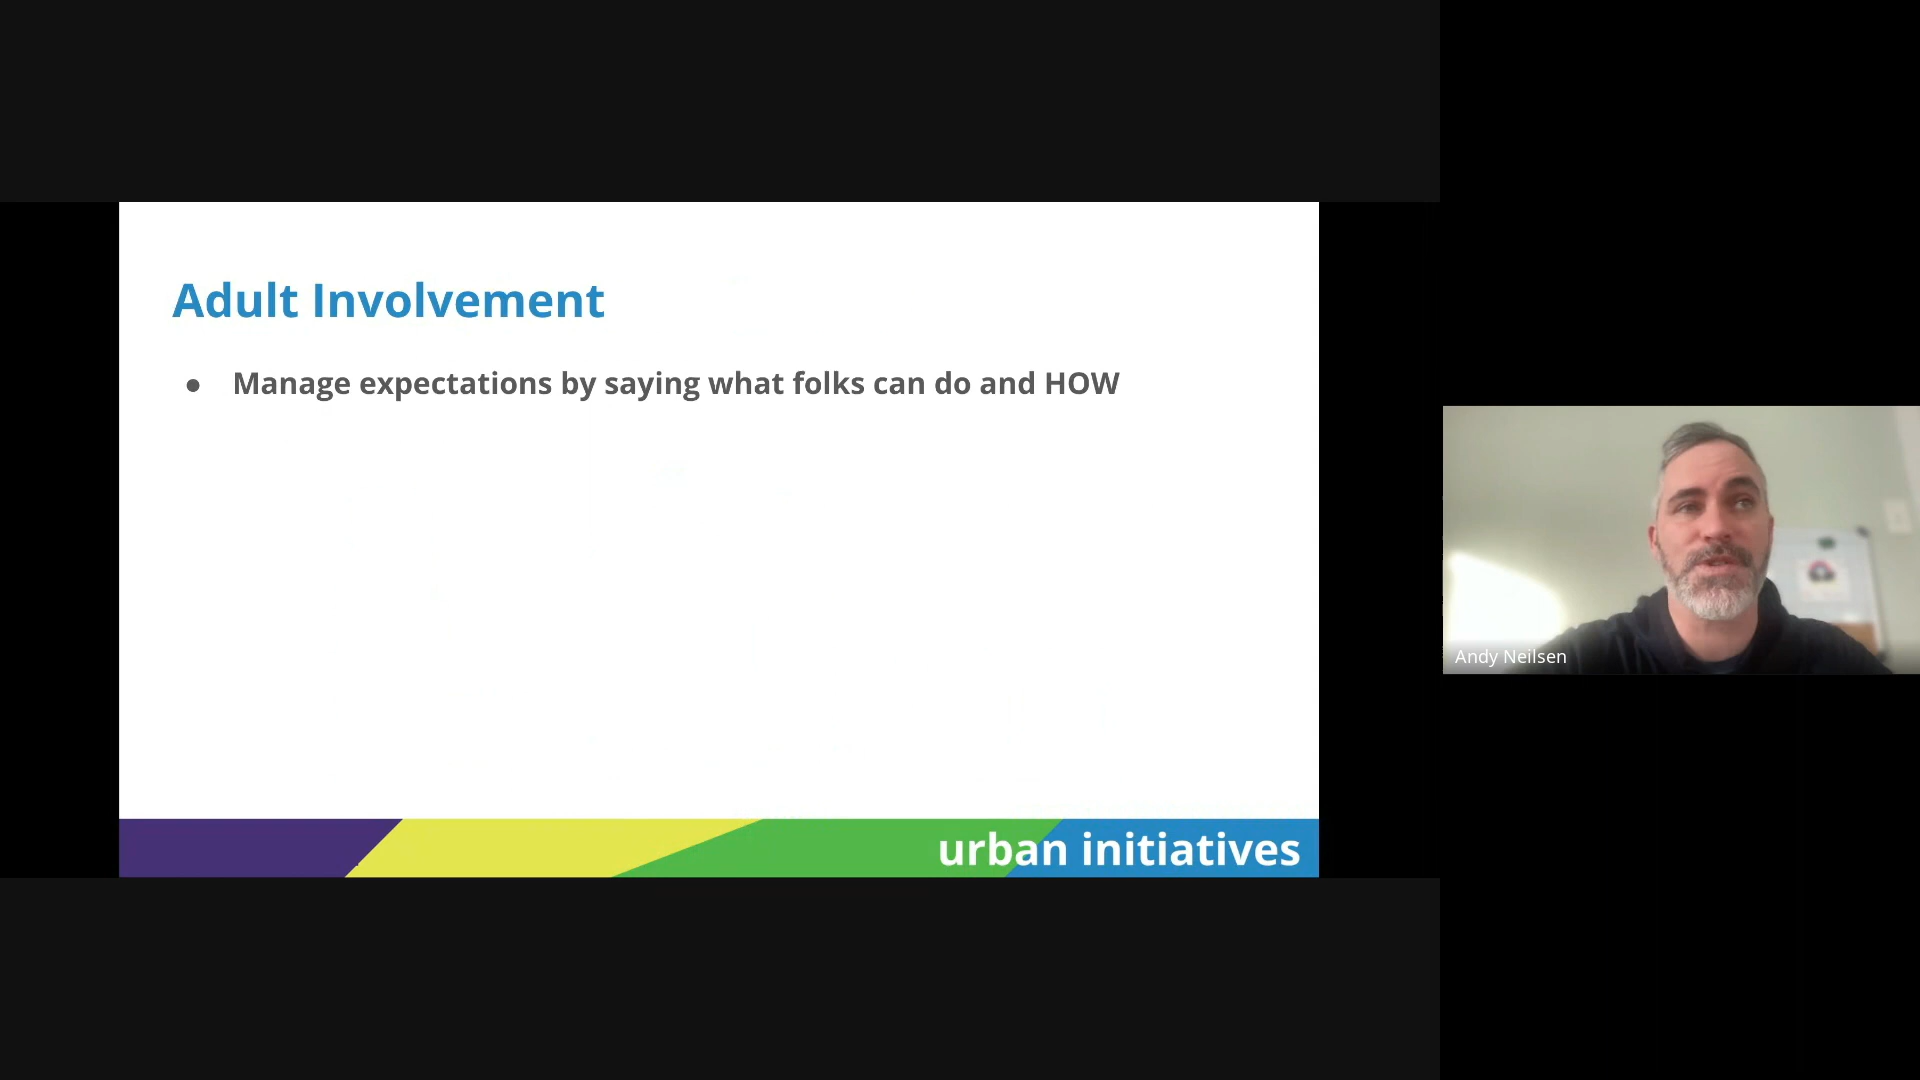 Adult Involvement
● Manage expectations by saying what folks can do and HOW
urban initiatives
Andy Neilsen